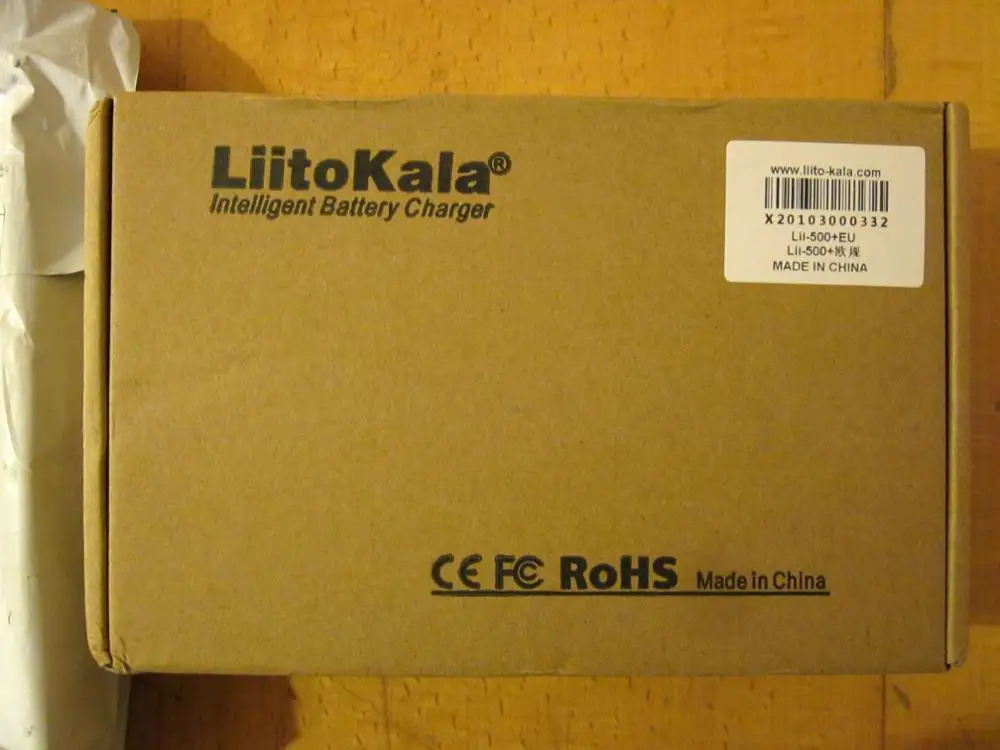 LiitoKala®
Intelligent Battery Charger
www.liito-kala.com
X20103000332
Lii-500+EU
Lii-500+欧规
MADE IN CHINA
CE FC RoHS Made in China